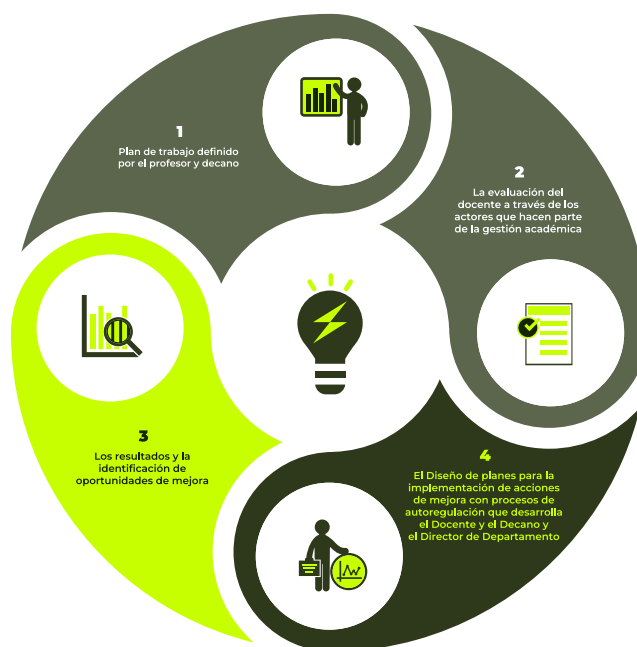 1
Plan de trabajo definido
por el profesor y decano
2
La evaluación del
docente a través de los
actores que hacen parte
de la gestión académica
3
Los resultados y la
identificación de
oportunidades de mejora
4
El Diseño de planes para la
implementación de acciones
de mejora con procesos de
autoregulación que desarrolla
el Docente y el Decano y
el Director de Departamento